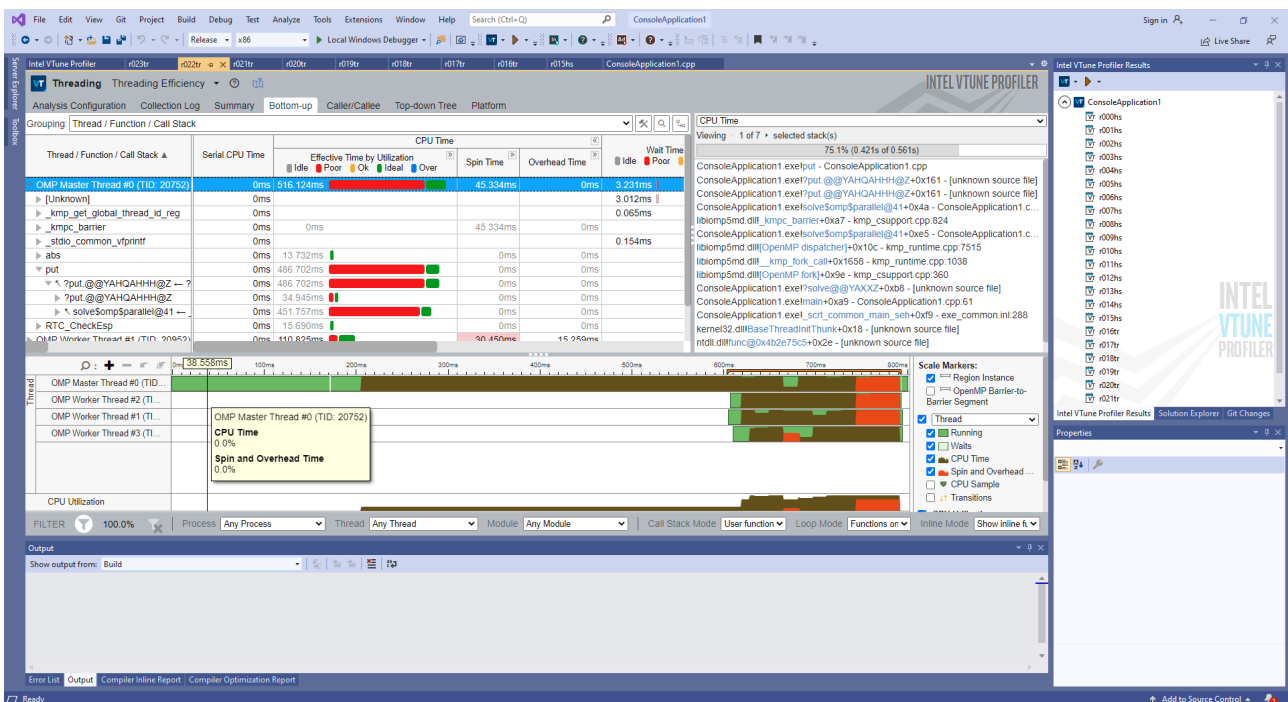 File Edit View Git Project Build Debug Test Analyze Tools Extensions Window Help Search (Ctrl+Q) ConsoleApplication1 Sign in
Release x86 Local Windows Debugger Live Share
Server Explorer
Toolbox
Intel VTune Profiler r023tr r022tr r021tr r020tr r019tr r018tr r017tr r016tr r015hs ConsoleApplication1.cpp
Threading Threading Efficiency INTEL VTUNE PROFILER
Analysis Configuration Collection Log Summary Bottom-up Caller/Callee Top-down Tree Platform
Grouping: Thread / Function / Call Stack
CPU Time
Thread / Function / Call Stack Serial CPU Time Effective Time by Utilization Spin Time Overhead Time Wait Time
Idle Poor Ok Ideal Over Idle Poor
OMP Master Thread #0 (TID: 20752) 0ms 516.124ms 45.334ms 0ms 3.231ms
[Unknown] 0ms 3.012ms
_kmp_get_global_thread_id_reg 0ms 0.065ms
_kmpc_barrier 0ms 0ms 45.334ms 0ms
_stdio_common_vfprintf 0ms 0.154ms
abs 0ms 13.732ms 0ms 0ms
put 0ms 486.702ms 0ms 0ms
?put.@@YAHQAHHH@Z ← ? 0ms 486.702ms 0ms 0ms
?put.@@YAHQAHHH@Z 0ms 34.945ms 0ms 0ms
solve$omp$parallel@41 ← _ 0ms 451.757ms 0ms 0ms
RTC_CheckEsp 0ms 15.690ms 0ms 0ms
OMP Worker Thread #1 (TID: 20952) 0ms 110.825ms 30.450ms 15.259ms
CPU Time
Viewing 1 of 7 selected stack(s)
75.1% (0.421s of 0.561s)
ConsoleApplication1.exe!put - ConsoleApplication1.cpp
ConsoleApplication1.exe!?put.@@YAHQAHHH@Z+0x161 - [unknown source file]
ConsoleApplication1.exe!?put.@@YAHQAHHH@Z+0x161 - [unknown source file]
ConsoleApplication1.exe!solve$omp$parallel@41+0x4a - ConsoleApplication1.c...
libiomp5md.dll!_kmpc_barrier+0xa7 - kmp_csupport.cpp:824
ConsoleApplication1.exe!solve$omp$parallel@41+0xe5 - ConsoleApplication1.c...
libiomp5md.dll![OpenMP dispatcher]+0x10c - kmp_runtime.cpp:7515
libiomp5md.dll!__kmp_fork_call+0x1658 - kmp_runtime.cpp:1038
libiomp5md.dll![OpenMP fork]+0x9e - kmp_csupport.cpp:360
ConsoleApplication1.exe!?solve@@YAXXZ+0xb8 - [unknown source file]
ConsoleApplication1.exe!main+0xa9 - ConsoleApplication1.cpp:61
ConsoleApplication1.exe!_scrt_common_main_seh+0xf9 - exe_common.inl:288
kernel32.dll!BaseThreadInitThunk+0x18 - [unknown source file]
ntdll.dll!func@0x4b2e75c5+0x2e - [unknown source file]
0ms 38.558ms 100ms 200ms 300ms 400ms 500ms 600ms 700ms 800ms
Thread
OMP Master Thread #0 (TID...
OMP Worker Thread #2 (TI...
OMP Worker Thread #1 (TI...
OMP Worker Thread #3 (TI...
CPU Utilization
OMP Master Thread #0 (TID: 20752)
CPU Time
0.0%
Spin and Overhead Time
0.0%
Scale Markers:
Region Instance
OpenMP Barrier-to-
Barrier Segment
Thread
Running
Waits
CPU Time
Spin and Overhead ...
CPU Sample
Transitions
FILTER 100.0% Process Any Process Thread Any Thread Module Any Module Call Stack Mode User function Loop Mode Functions on Inline Mode Show inline fu
Output
Show output from: Build
Error List Output Compiler Inline Report Compiler Optimization Report
Intel VTune Profiler Results
ConsoleApplication1
r000hs
r001hs
r002hs
r003hs
r004hs
r005hs
r006hs
r007hs
r008hs
r009hs
r010hs
r011hs
r012hs
r013hs
r014hs
r015hs
r016tr
r017tr
r018tr
r019tr
r020tr
r021tr
INTEL
VTUNE
PROFILER
Intel VTune Profiler Results Solution Explorer Git Changes
Properties
Ready Add to Source Control